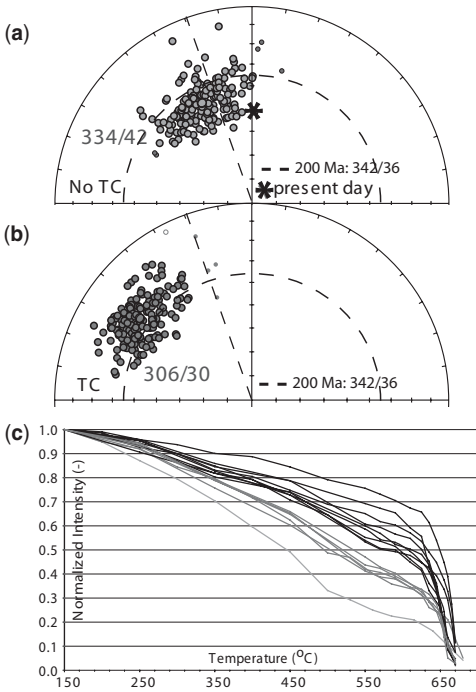 (a)
334/42
No TC
200 Ma: 342/36
present day
(b)
TC
306/30
200 Ma: 342/36
(c)
Normalized Intensity (-)
1.0
0.9
0.8
0.7
0.6
0.5
0.4
0.3
0.2
0.1
0.0
Temperature (°C)
150 250 350 450 550 650